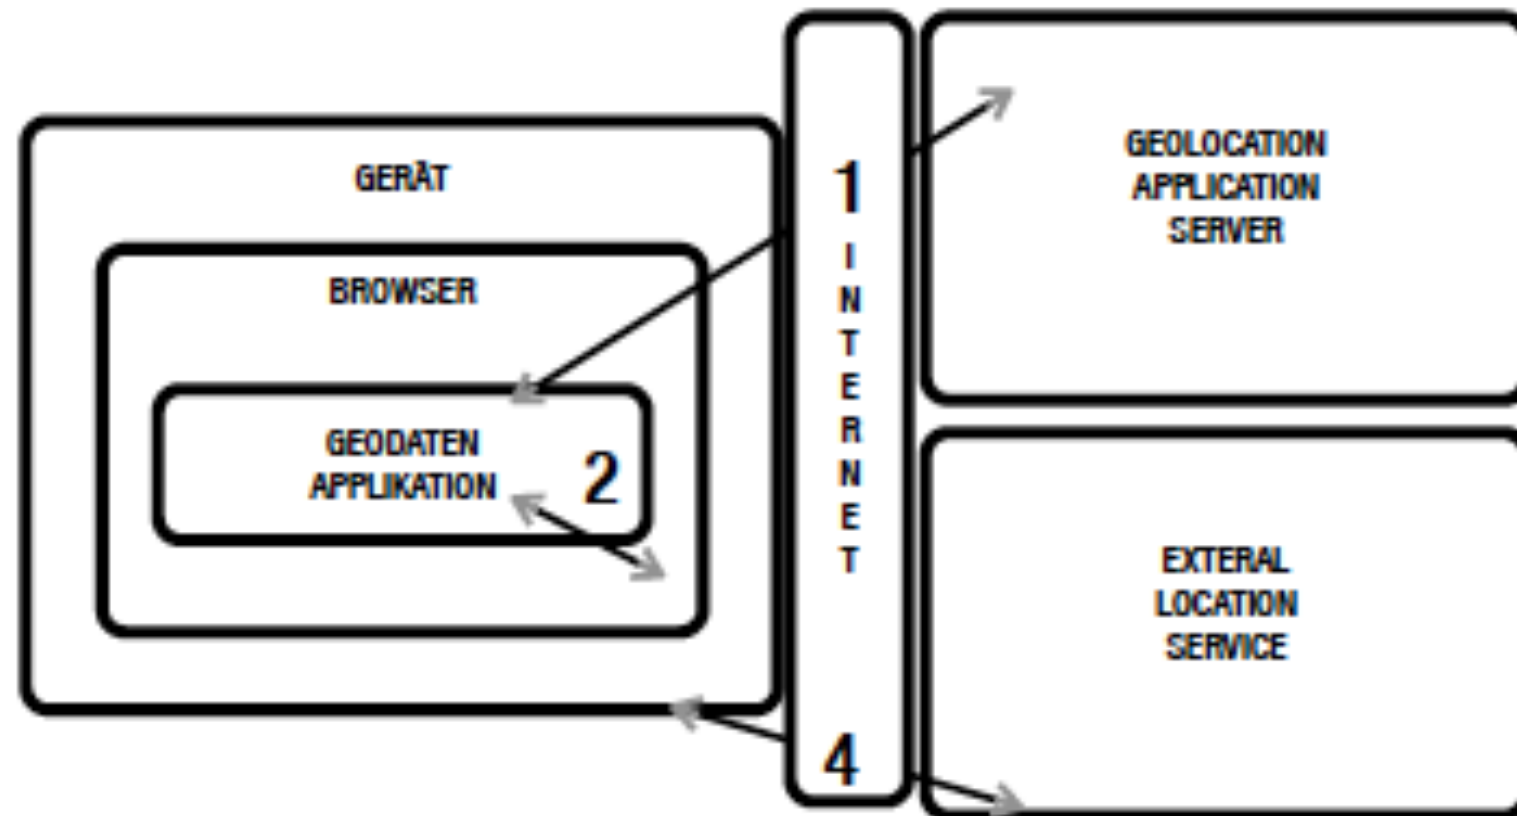 GERÄT
BROWSER
GEODATEN
APPLIKATION
2
1
I
N
T
E
R
N
E
T
4
GEOLOCATION
APPLICATION
SERVER
EXTERAL
LOCATION
SERVICE